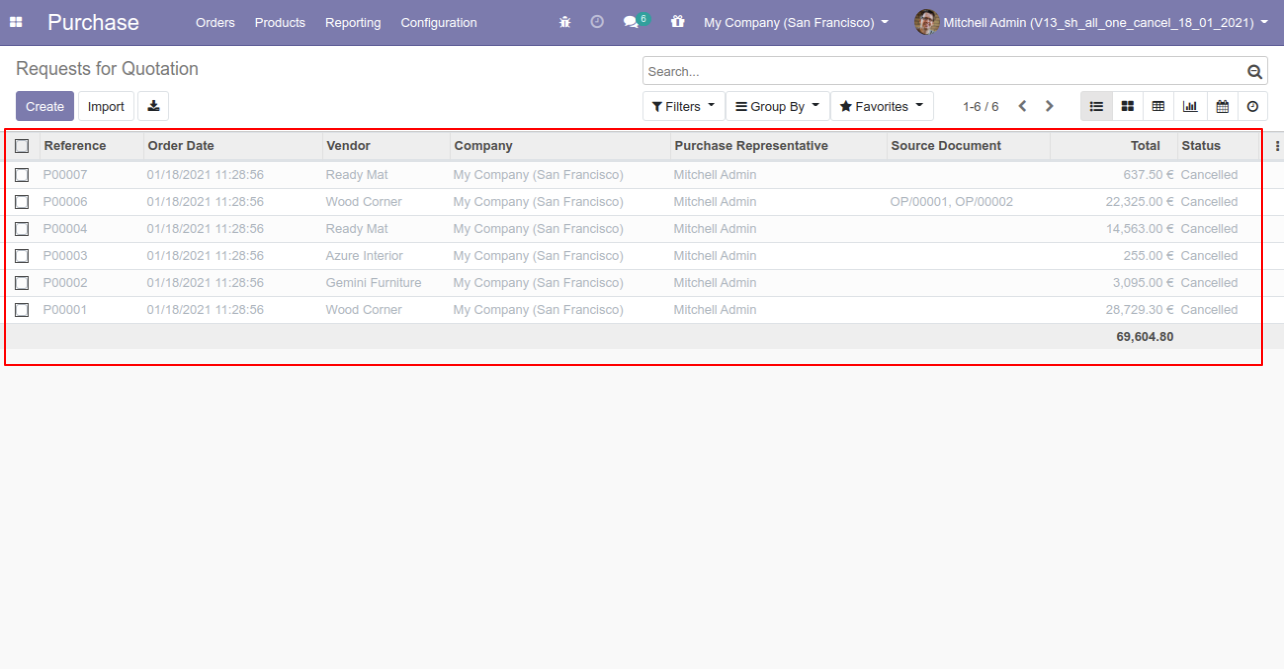 Purchase Orders Products Reporting Configuration 6 My Company (San Francisco) Mitchell Admin (V13_sh_all_one_cancel_18_01_2021)
Requests for Quotation Search...
Create Import Filters Group By Favorites 1-6 / 6
Reference Order Date Vendor Company Purchase Representative Source Document Total Status
P00007 01/18/2021 11:28:56 Ready Mat My Company (San Francisco) Mitchell Admin 637.50 € Cancelled
P00006 01/18/2021 11:28:56 Wood Corner My Company (San Francisco) Mitchell Admin OP/00001, OP/00002 22,325.00 € Cancelled
P00004 01/18/2021 11:28:56 Ready Mat My Company (San Francisco) Mitchell Admin 14,563.00 € Cancelled
P00003 01/18/2021 11:28:56 Azure Interior My Company (San Francisco) Mitchell Admin 255.00 € Cancelled
P00002 01/18/2021 11:28:56 Gemini Furniture My Company (San Francisco) Mitchell Admin 3,095.00 € Cancelled
P00001 01/18/2021 11:28:56 Wood Corner My Company (San Francisco) Mitchell Admin 28,729.30 € Cancelled
69,604.80